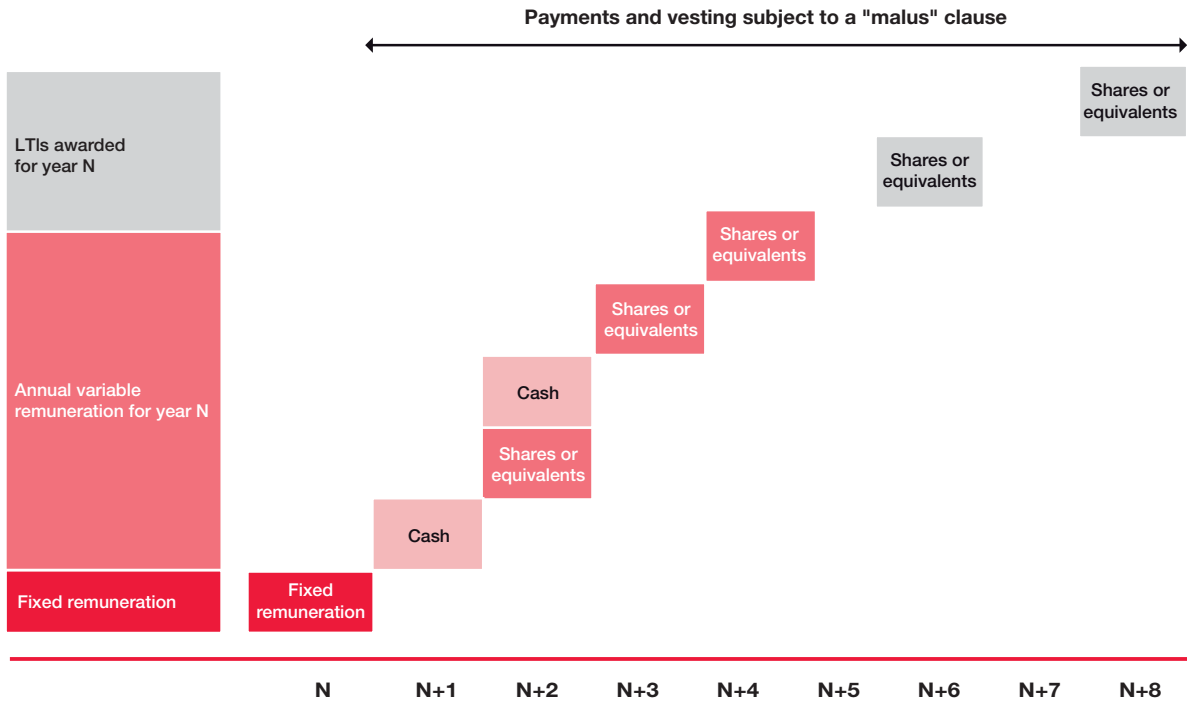 Payments and vesting subject to a "malus" clause
Shares or
equivalents
LTIs awarded
for year N
Shares or
equivalents
Shares or
equivalents
Shares or
equivalents
Annual variable
remuneration for year N
Cash
Shares or
equivalents
Cash
Fixed remuneration
Fixed
remuneration
N N+1 N+2 N+3 N+4 N+5 N+6 N+7 N+8